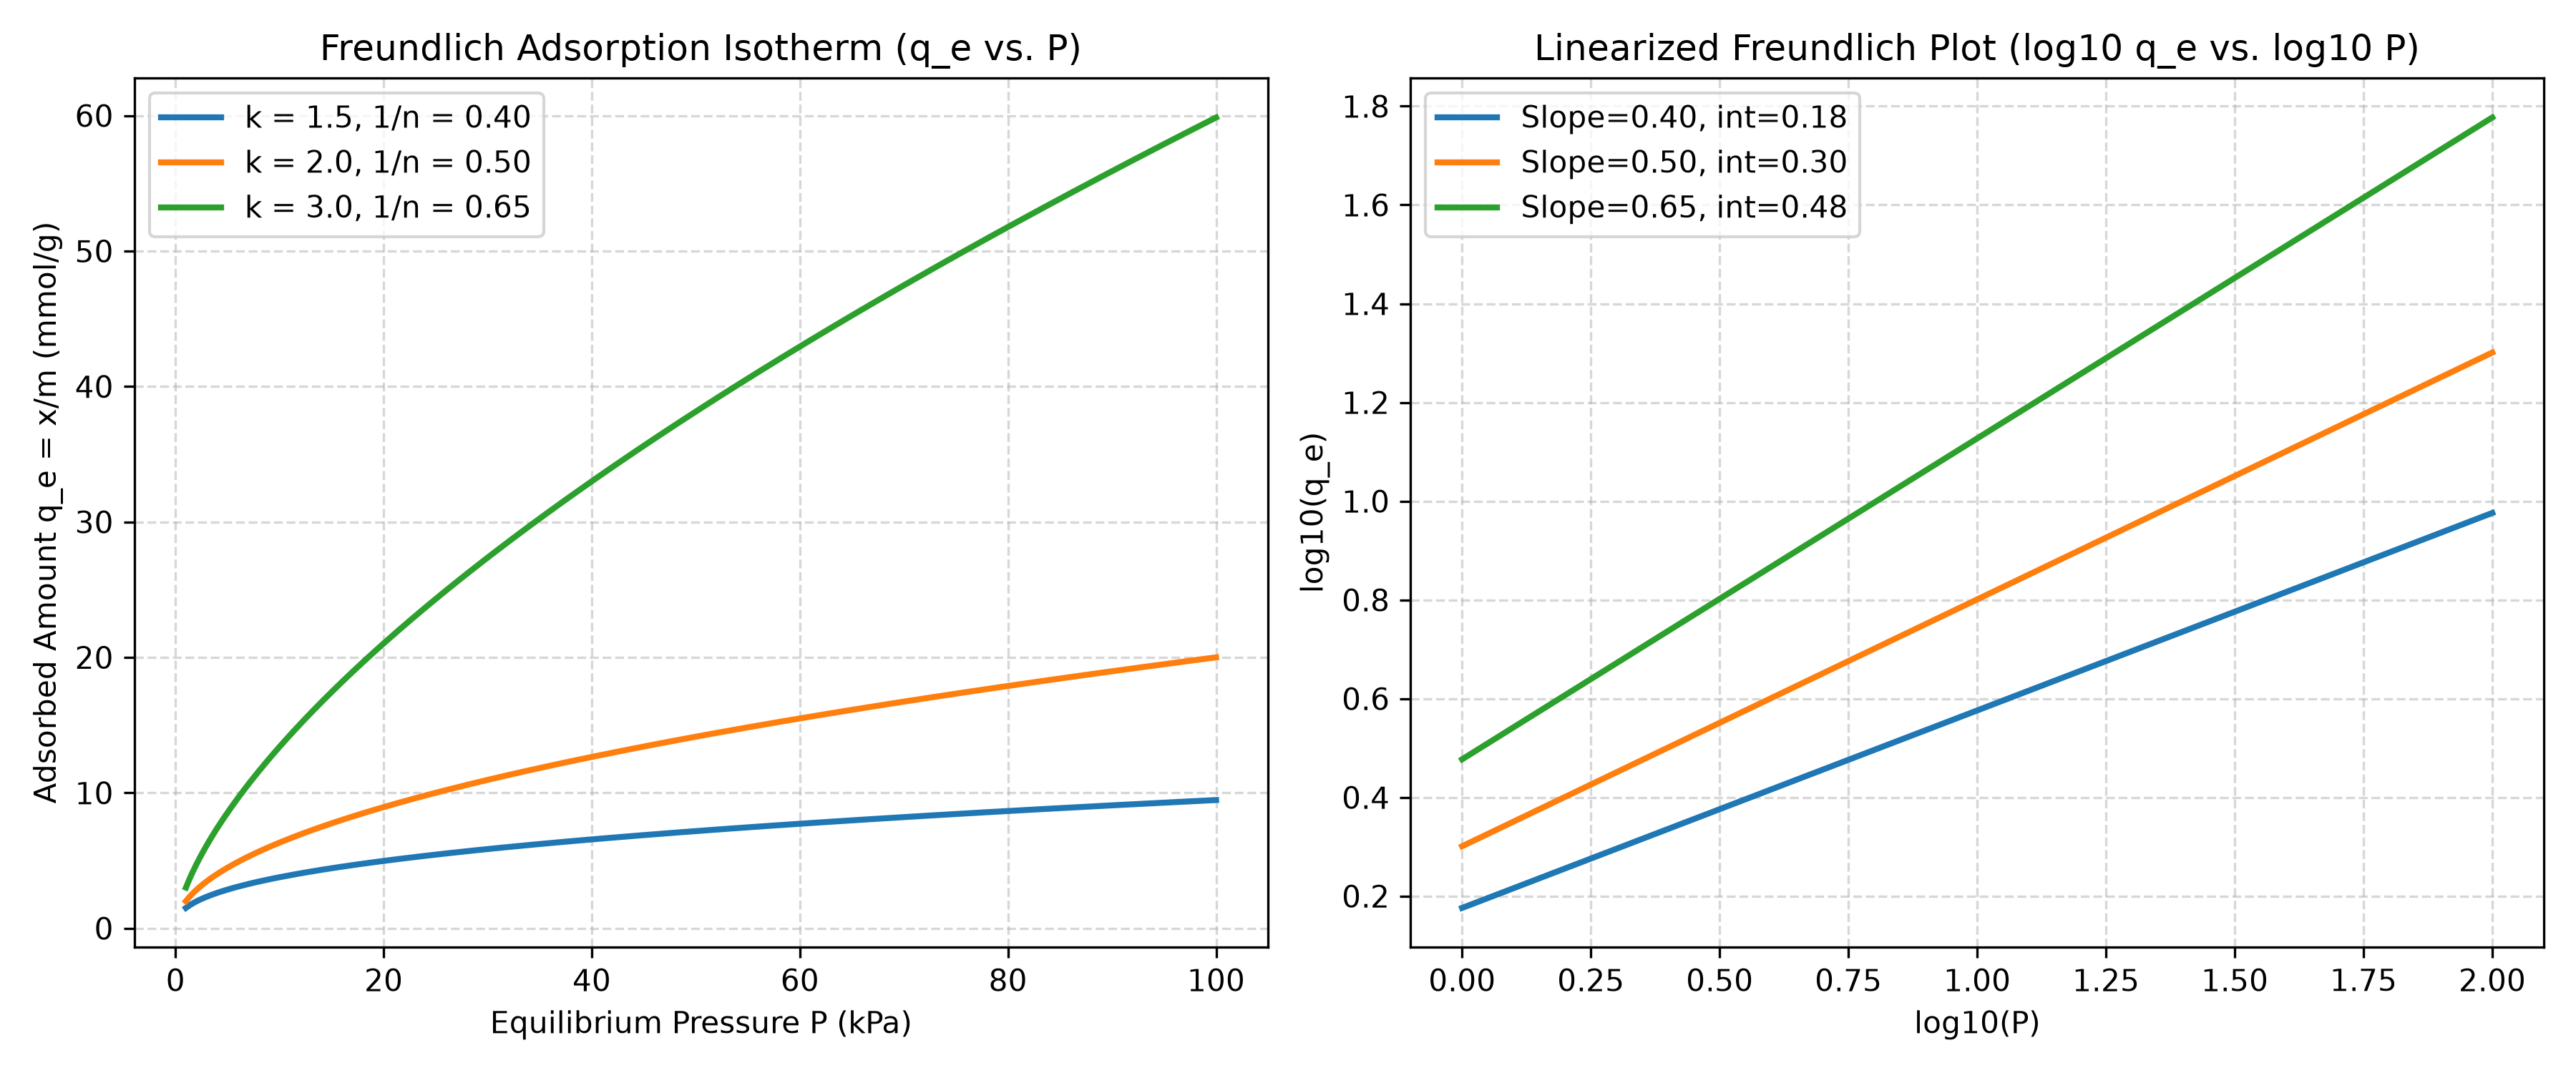 Freundlich Adsorption Isotherm (q_e vs. P)
k = 1.5, 1/n = 0.40
k = 2.0, 1/n = 0.50
k = 3.0, 1/n = 0.65
Adsorbed Amount q_e = x/m (mmol/g)
60
50
40
30
20
10
0
0 20 40 60 80 100
Equilibrium Pressure P (kPa)
Linearized Freundlich Plot (log10 q_e vs. log10 P)
Slope=0.40, int=0.18
Slope=0.50, int=0.30
Slope=0.65, int=0.48
log10(q_e)
1.8
1.6
1.4
1.2
1.0
0.8
0.6
0.4
0.2
0.00 0.25 0.50 0.75 1.00 1.25 1.50 1.75 2.00
log10(P)